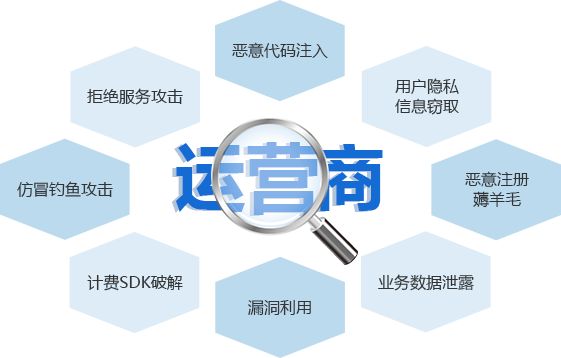 恶意代码注入
拒绝服务攻击
用户隐私
信息窃取
仿冒钓鱼攻击
运营商
恶意注册
薅羊毛
计费SDK破解
业务数据泄露
漏洞利用